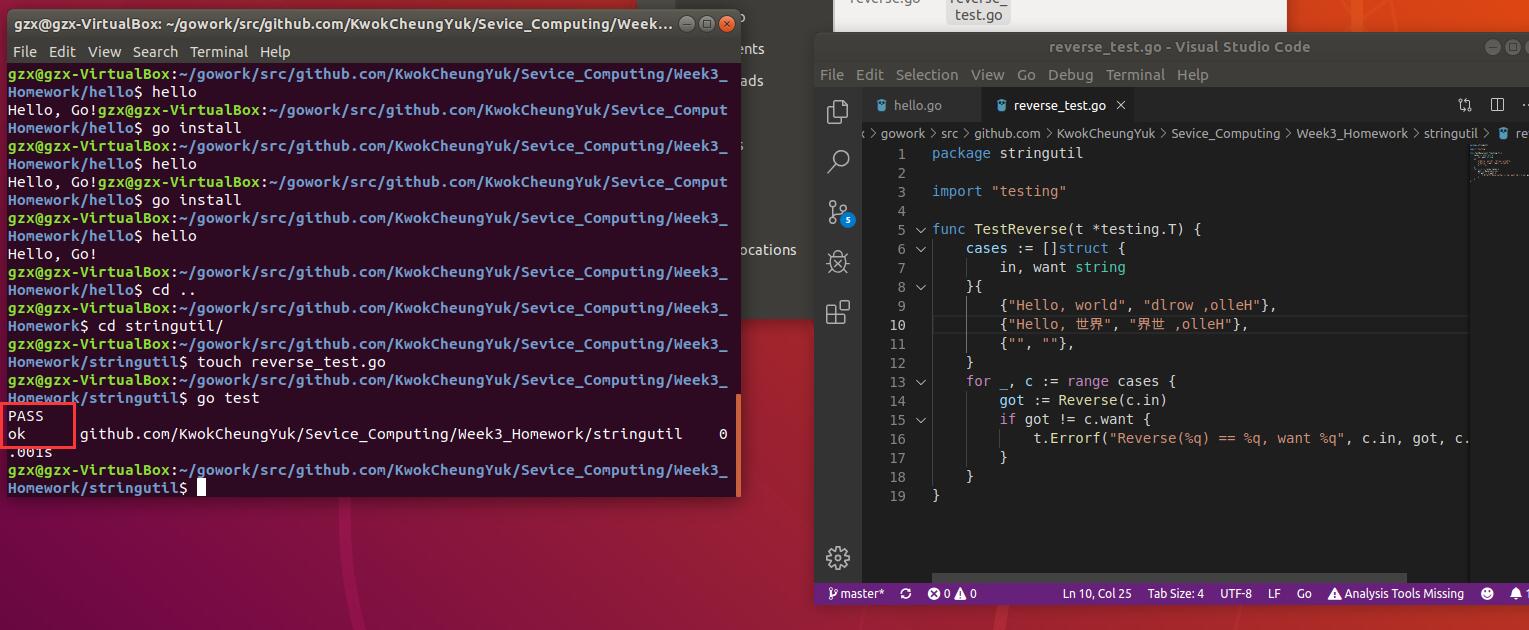 gzx@gzx-VirtualBox: ~/gowork/src/github.com/KwokCheungYuk/Sevice_Computing/Week...
File Edit View Search Terminal Help
gzx@gzx-VirtualBox:~/gowork/src/github.com/KwokCheungYuk/Sevice_Computing/Week3_
Homework/hello$ hello
Hello, Go!gzx@gzx-VirtualBox:~/gowork/src/github.com/KwokCheungYuk/Sevice_Comput
Homework/hello$ go install
gzx@gzx-VirtualBox:~/gowork/src/github.com/KwokCheungYuk/Sevice_Computing/Week3_
Homework/hello$ hello
Hello, Go!gzx@gzx-VirtualBox:~/gowork/src/github.com/KwokCheungYuk/Sevice_Comput
Homework/hello$ go install
gzx@gzx-VirtualBox:~/gowork/src/github.com/KwokCheungYuk/Sevice_Computing/Week3_
Homework/hello$ hello
Hello, Go!
gzx@gzx-VirtualBox:~/gowork/src/github.com/KwokCheungYuk/Sevice_Computing/Week3_
Homework/hello$ cd ..
gzx@gzx-VirtualBox:~/gowork/src/github.com/KwokCheungYuk/Sevice_Computing/Week3_
Homework$ cd stringutil/
gzx@gzx-VirtualBox:~/gowork/src/github.com/KwokCheungYuk/Sevice_Computing/Week3_
Homework/stringutil$ touch reverse_test.go
gzx@gzx-VirtualBox:~/gowork/src/github.com/KwokCheungYuk/Sevice_Computing/Week3_
Homework/stringutil$ go test
PASS
ok github.com/KwokCheungYuk/Sevice_Computing/Week3_Homework/stringutil 0
.001s
gzx@gzx-VirtualBox:~/gowork/src/github.com/KwokCheungYuk/Sevice_Computing/Week3_
Homework/stringutil$
reverse.go
reverse_
test.go
reverse_test.go - Visual Studio Code
File Edit Selection View Go Debug Terminal Help
hello.go
reverse_test.go
gowork > src > github.com > KwokCheungYuk > Sevice_Computing > Week3_Homework > stringutil >
5
1 package stringutil
2
3 import "testing"
4
5 func TestReverse(t *testing.T) {
6 cases := []struct {
7 in, want string
8 }{
9 {"Hello, world", "dlrow ,olleH"},
10 {"Hello, 世界", "界世 ,olleH"},
11 {"", ""},
12 }
13 for _, c := range cases {
14 got := Reverse(c.in)
15 if got != c.want {
16 t.Errorf("Reverse(%q) == %q, want %q", c.in, got, c.
17 }
18 }
19 }
master* 0 0 Ln 10, Col 25 Tab Size: 4 UTF-8 LF Go Analysis Tools Missing